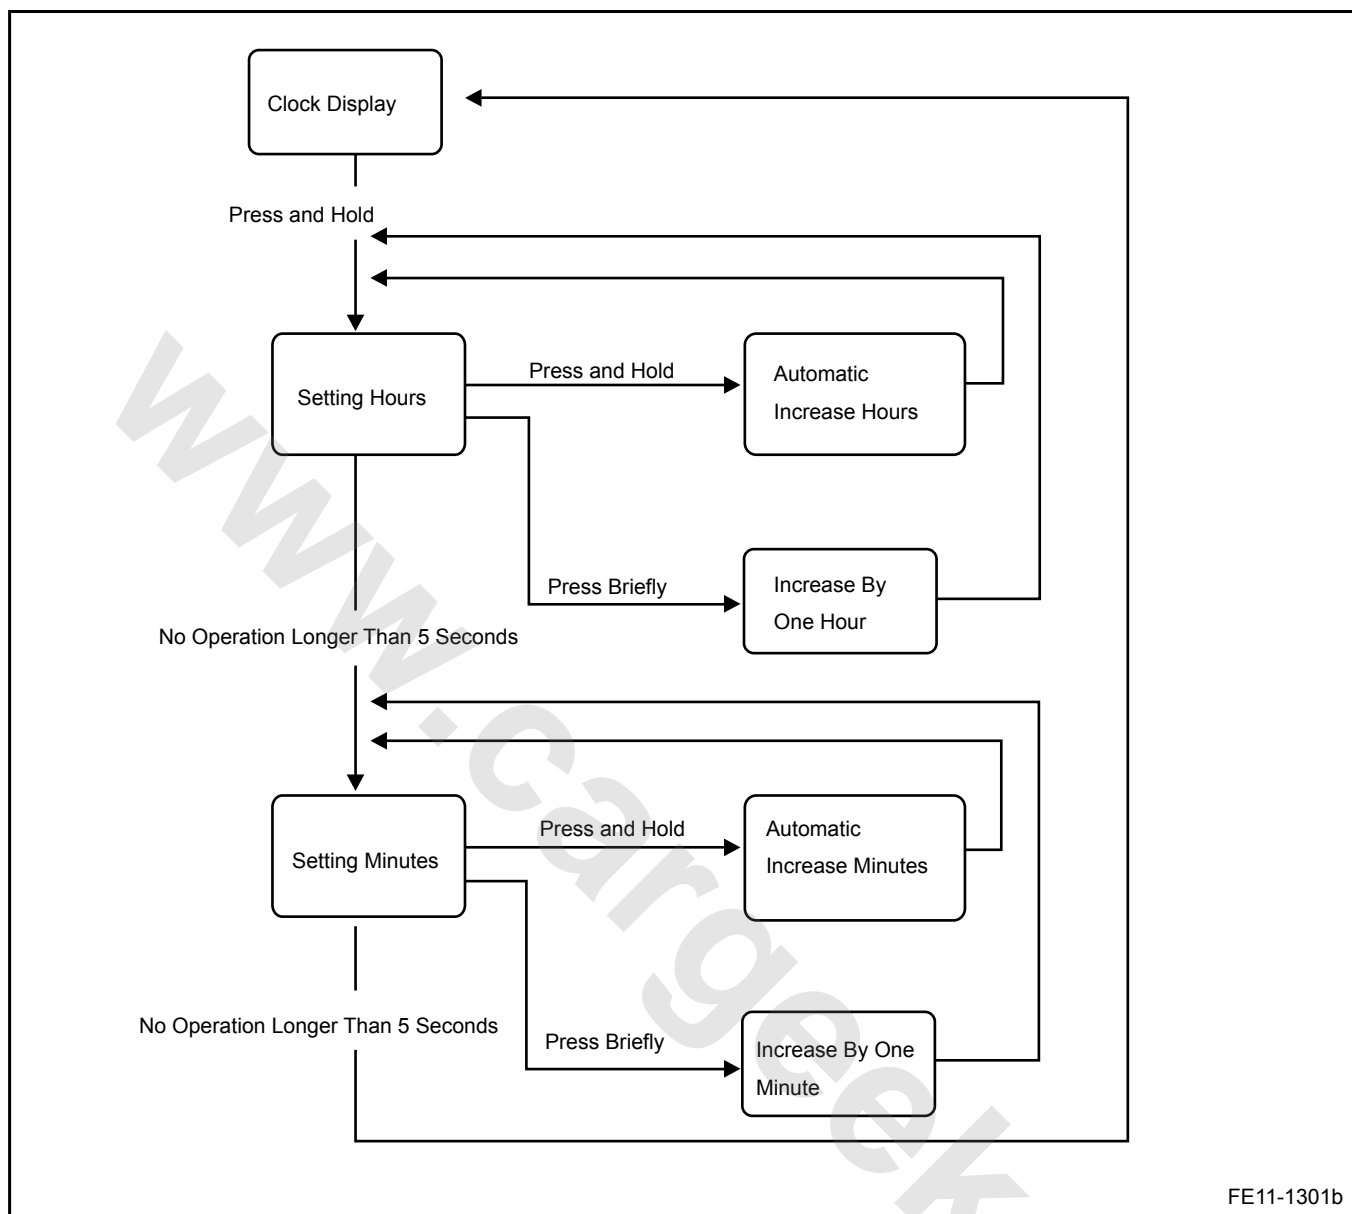 Clock Display
Press and Hold
Setting Hours
Press and Hold
Automatic
Increase Hours
Press Briefly
Increase By
One Hour
No Operation Longer Than 5 Seconds
Setting Minutes
Press and Hold
Automatic
Increase Minutes
No Operation Longer Than 5 Seconds
Press Briefly
Increase By One
Minute
FE11-1301b
www.cargeek